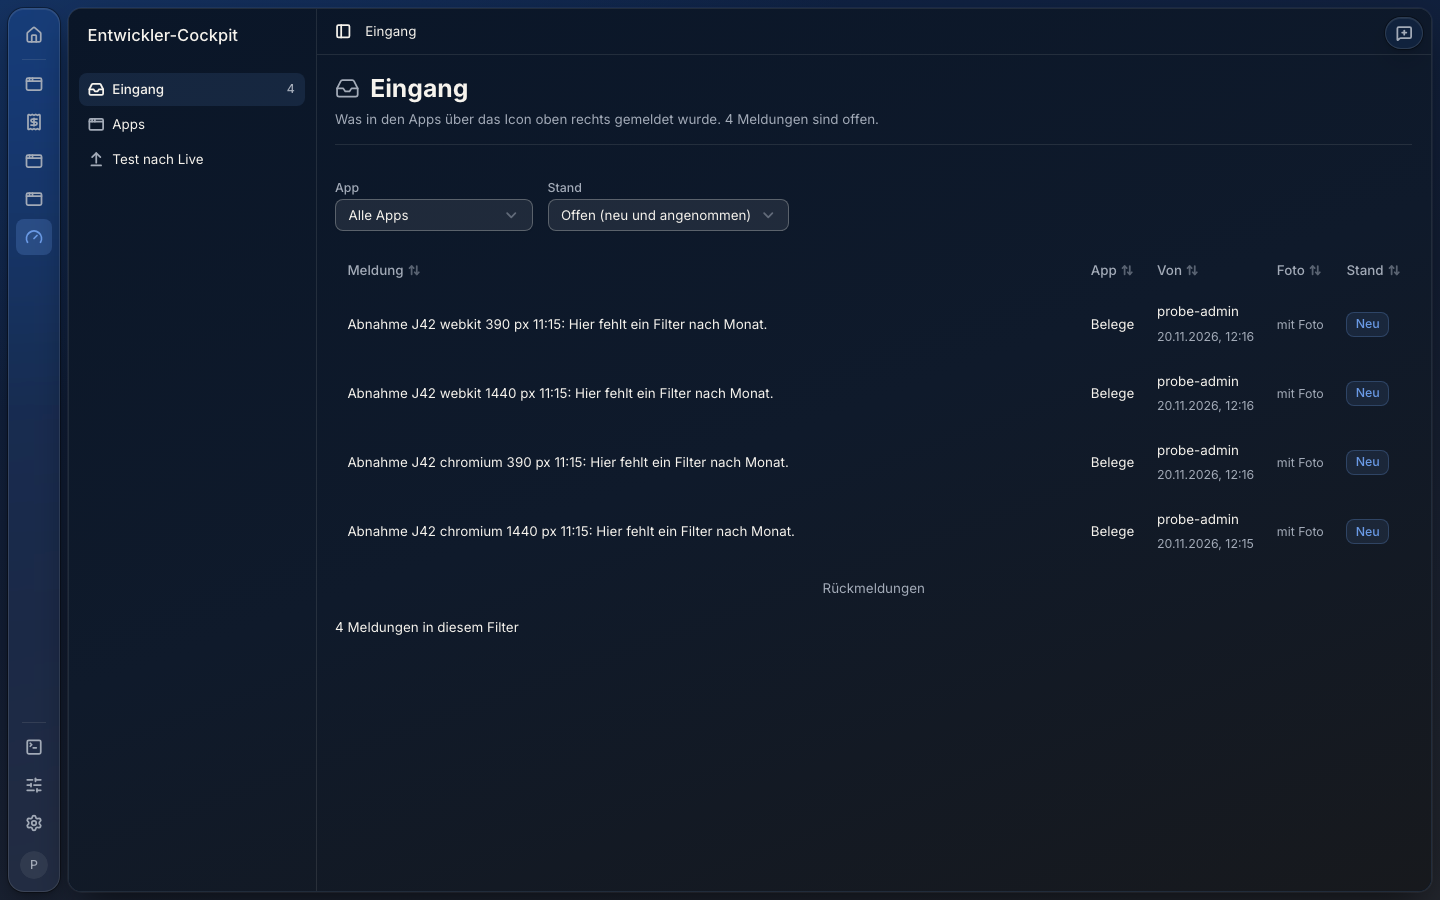 Entwickler-Cockpit
Eingang 4
Apps
Test nach Live
P
Eingang
Eingang
Was in den Apps über das Icon oben rechts gemeldet wurde. 4 Meldungen sind offen.
App Stand
Alle Apps Offen (neu und angenommen)
Meldung App Von Foto Stand
Abnahme J42 webkit 390 px 11:15: Hier fehlt ein Filter nach Monat. Belege probe-admin mit Foto Neu
20.11.2026, 12:16
Abnahme J42 webkit 1440 px 11:15: Hier fehlt ein Filter nach Monat. Belege probe-admin mit Foto Neu
20.11.2026, 12:16
Abnahme J42 chromium 390 px 11:15: Hier fehlt ein Filter nach Monat. Belege probe-admin mit Foto Neu
20.11.2026, 12:16
Abnahme J42 chromium 1440 px 11:15: Hier fehlt ein Filter nach Monat. Belege probe-admin mit Foto Neu
20.11.2026, 12:15
Rückmeldungen
4 Meldungen in diesem Filter